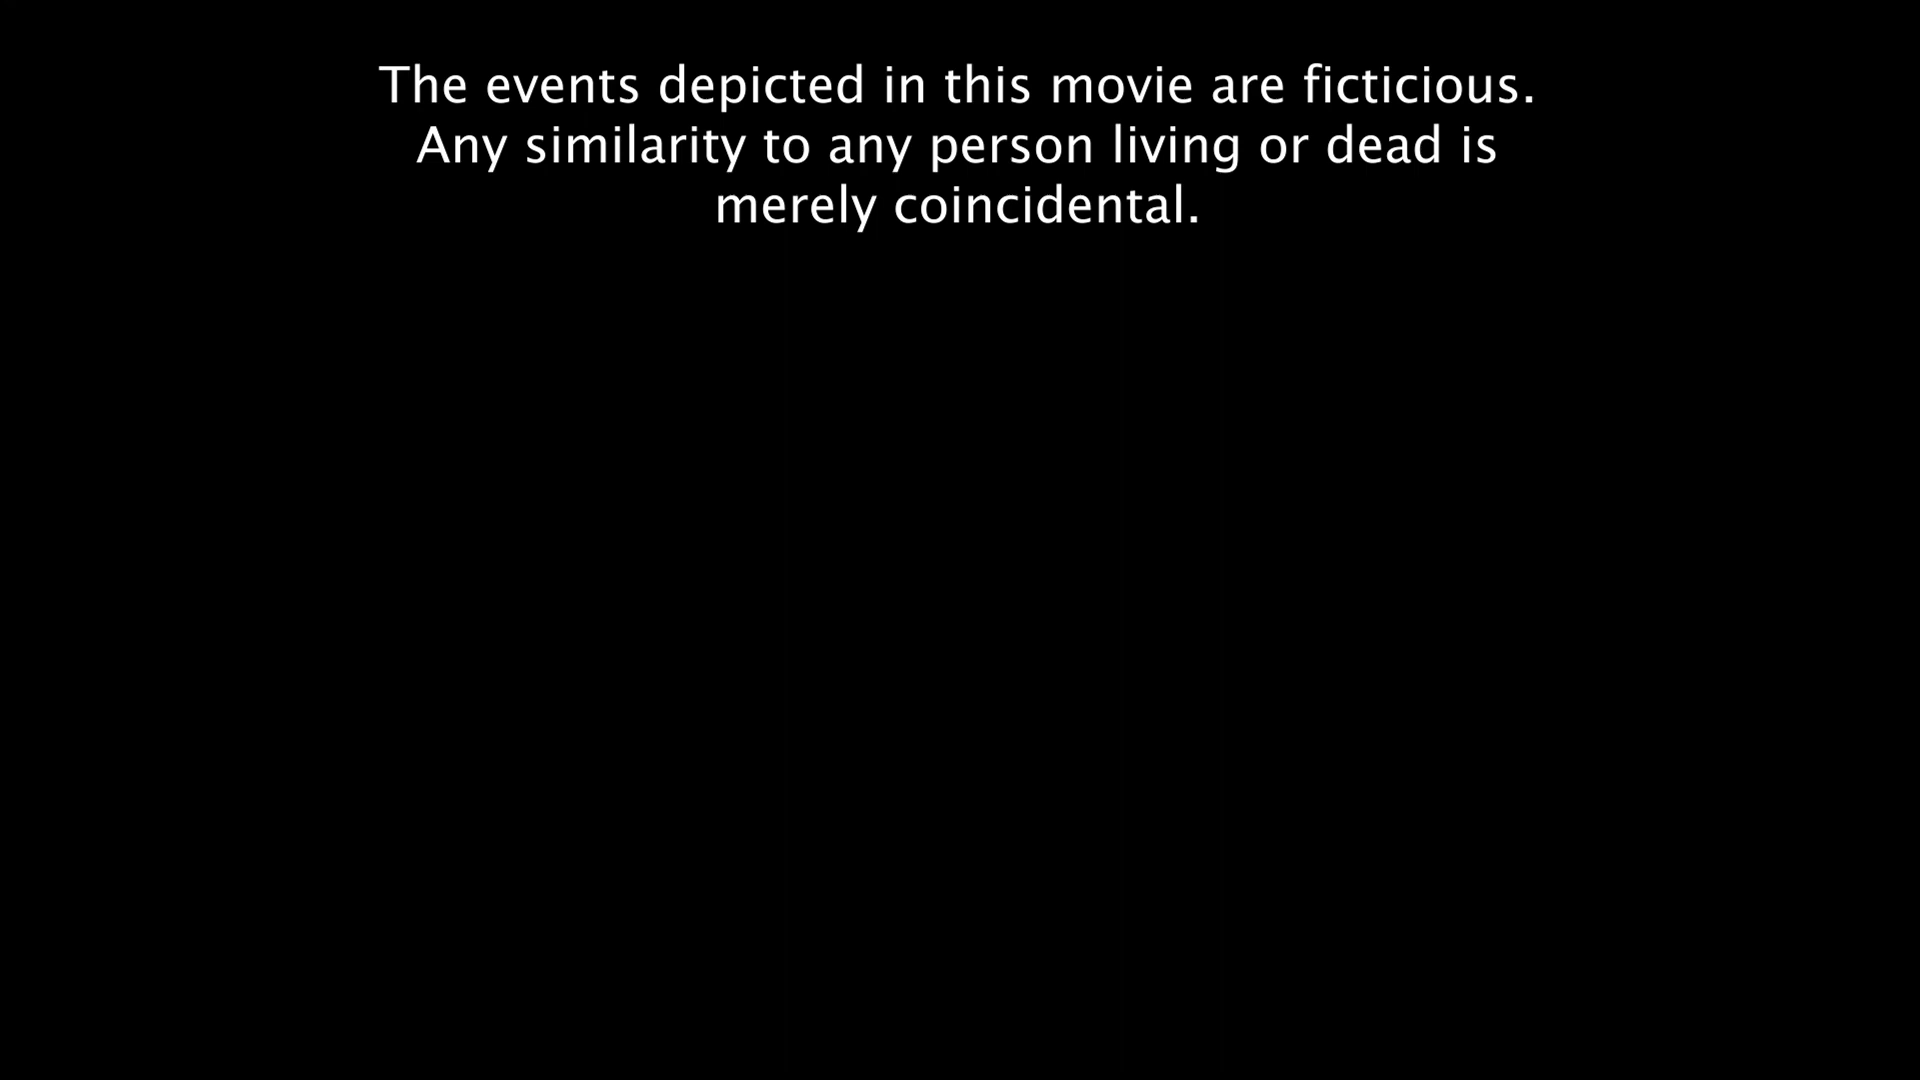 The events depicted in this movie are ficticious.
Any similarity to any person living or dead is
merely coincidental.